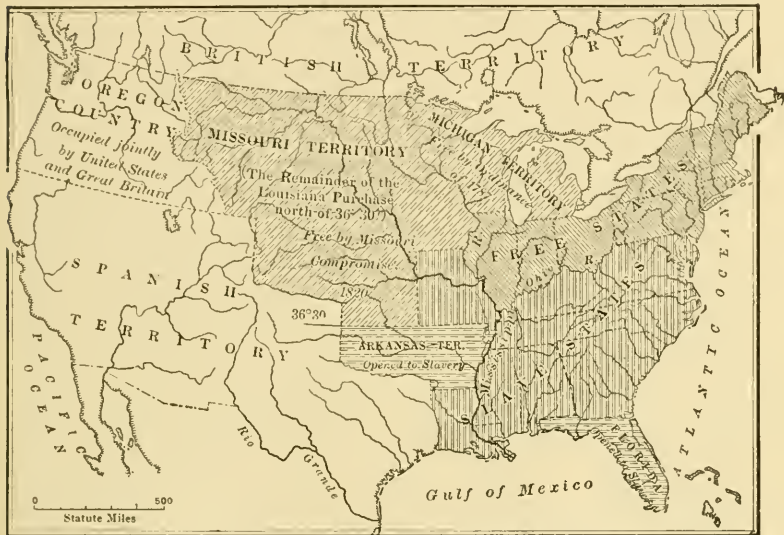 BRITISH TERRITORY
OREGON
COUNTRY
Occupied jointly
by United States
and Great Britain
MISSOURI TERRITORY
The Remainder of the
Louisiana Purchase
north of 36°30'
Free by Missouri
Compromise.
1820
MICHIGAN TERRITORY
Free by Ordinance
of
FREE STATES
Ohio R.
SLAVE STATES
Mississippi
R
SPANISH
TERRITORY
36°30
ARKANSAS TER.
Opened to Slavery
FLORIDA
Opened to Slavery
PACIFIC
OCEAN
ATLANTIC OCEAN
Rio Grande
Gulf of Mexico
0 500
Statute Miles